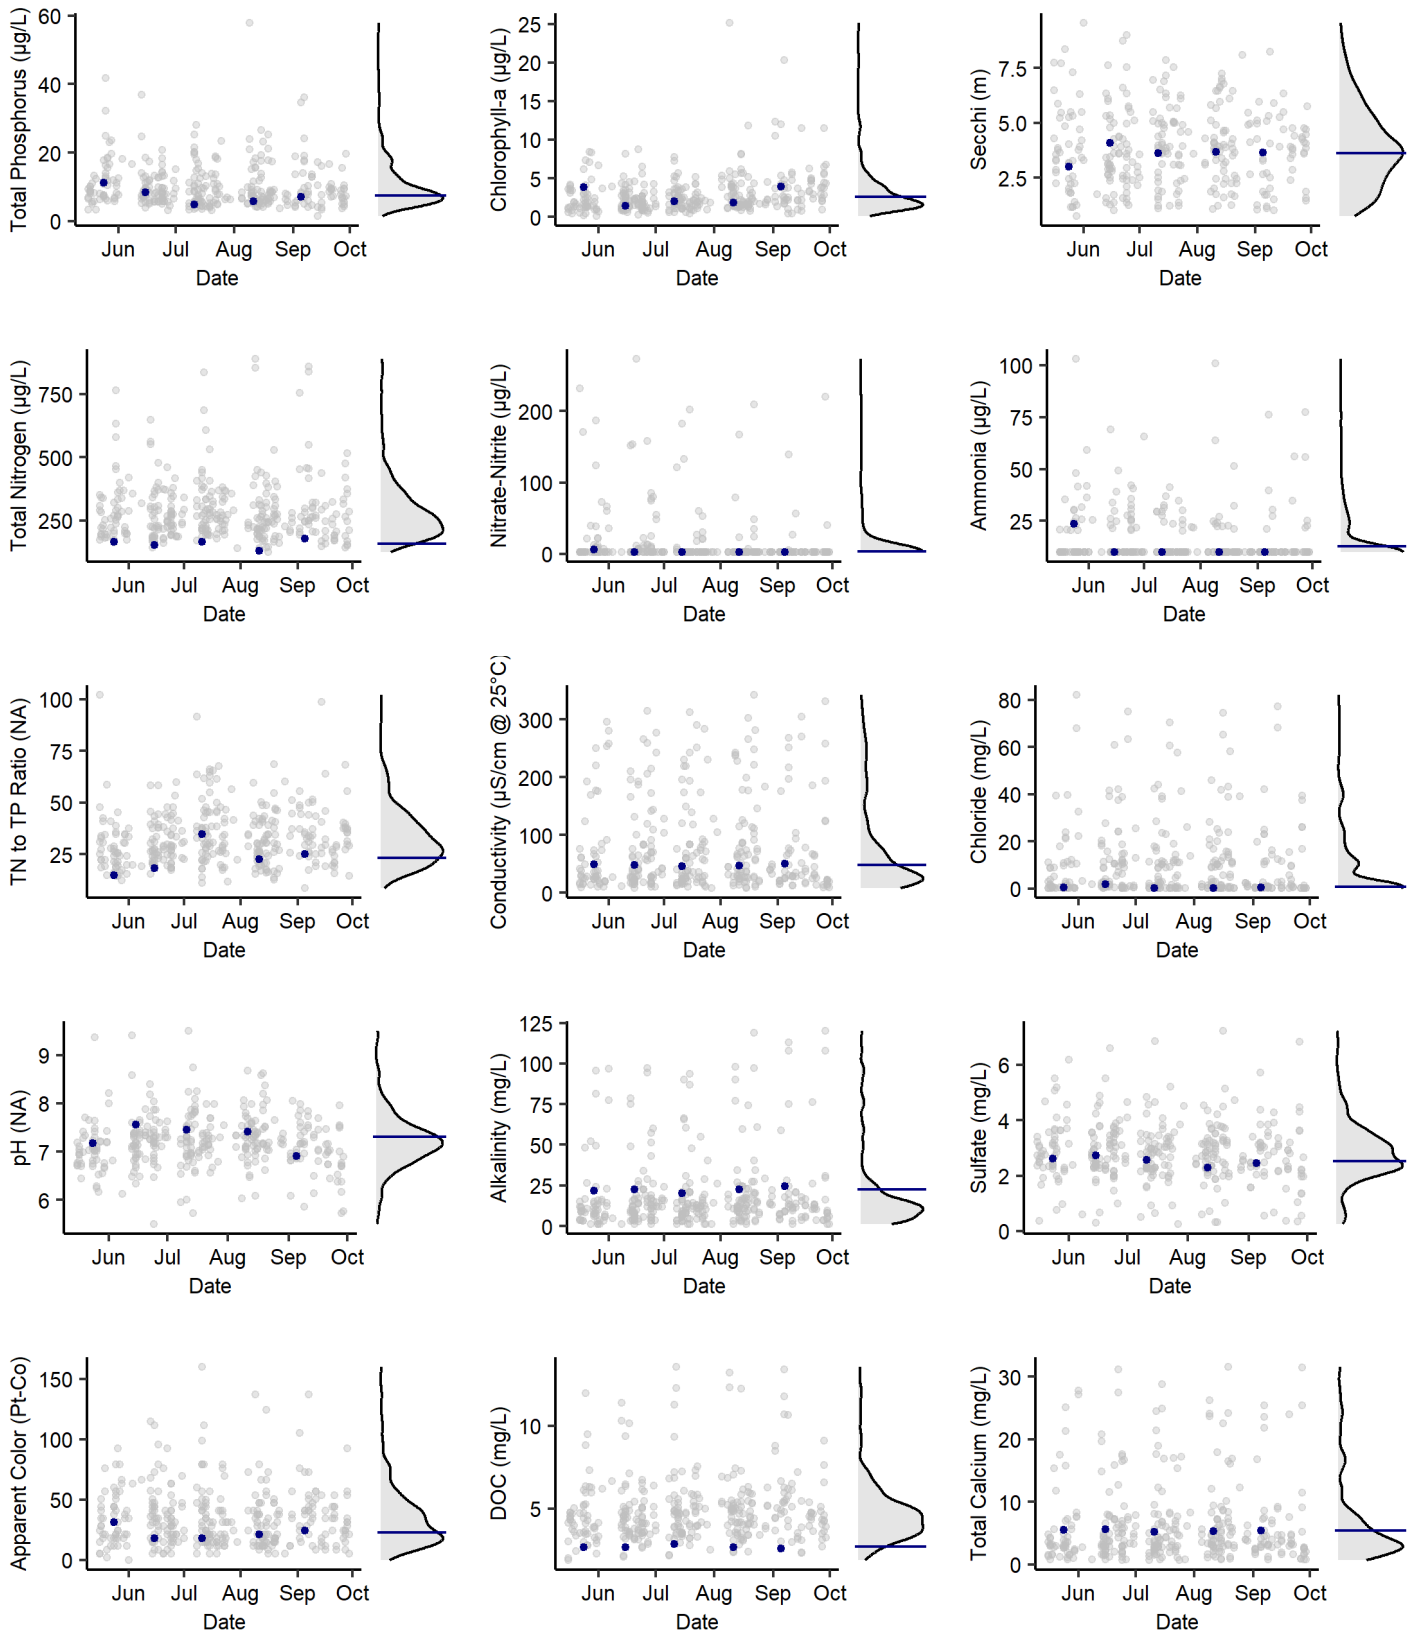 Total Phosphorus (µg/L)
60
40
20
0
Jun Jul Aug Sep Oct
Date
Chlorophyll-a (µg/L)
25
20
15
10
5
0
Jun Jul Aug Sep Oct
Date
Secchi (m)
7.5
5.0
2.5
Jun Jul Aug Sep Oct
Date
Total Nitrogen (µg/L)
750
500
250
Jun Jul Aug Sep Oct
Date
Nitrate-Nitrite (µg/L)
200
100
0
Jun Jul Aug Sep Oct
Date
Ammonia (µg/L)
100
75
50
25
Jun Jul Aug Sep Oct
Date
TN to TP Ratio (NA)
100
75
50
25
Jun Jul Aug Sep Oct
Date
Conductivity (µS/cm @ 25°C)
300
200
100
0
Jun Jul Aug Sep Oct
Date
Chloride (mg/L)
80
60
40
20
0
Jun Jul Aug Sep Oct
Date
pH (NA)
9
8
7
6
Jun Jul Aug Sep Oct
Date
Alkalinity (mg/L)
125
100
75
50
25
0
Jun Jul Aug Sep Oct
Date
Sulfate (mg/L)
6
4
2
0
Jun Jul Aug Sep Oct
Date
Apparent Color (Pt-Co)
150
100
50
0
Jun Jul Aug Sep Oct
Date
DOC (mg/L)
10
5
Jun Jul Aug Sep Oct
Date
Total Calcium (mg/L)
30
20
10
0
Jun Jul Aug Sep Oct
Date